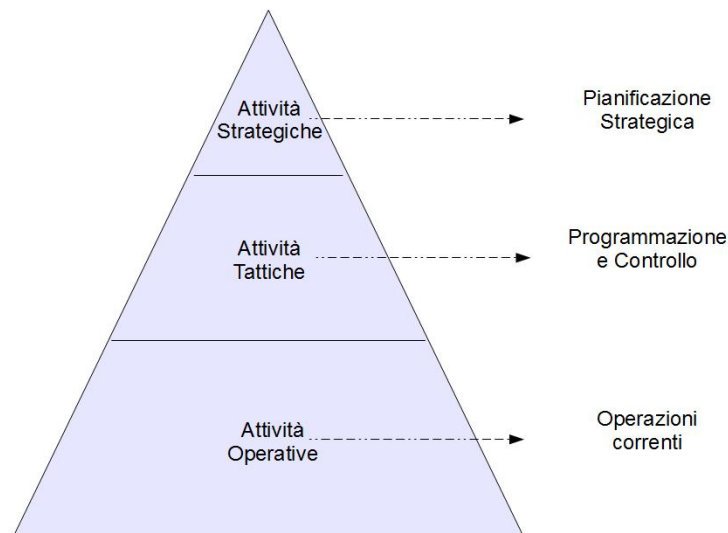 Attività
Strategiche
Pianificazione
Strategica
Attività
Tattiche
Programmazione
e Controllo
Attività
Operative
Operazioni
correnti